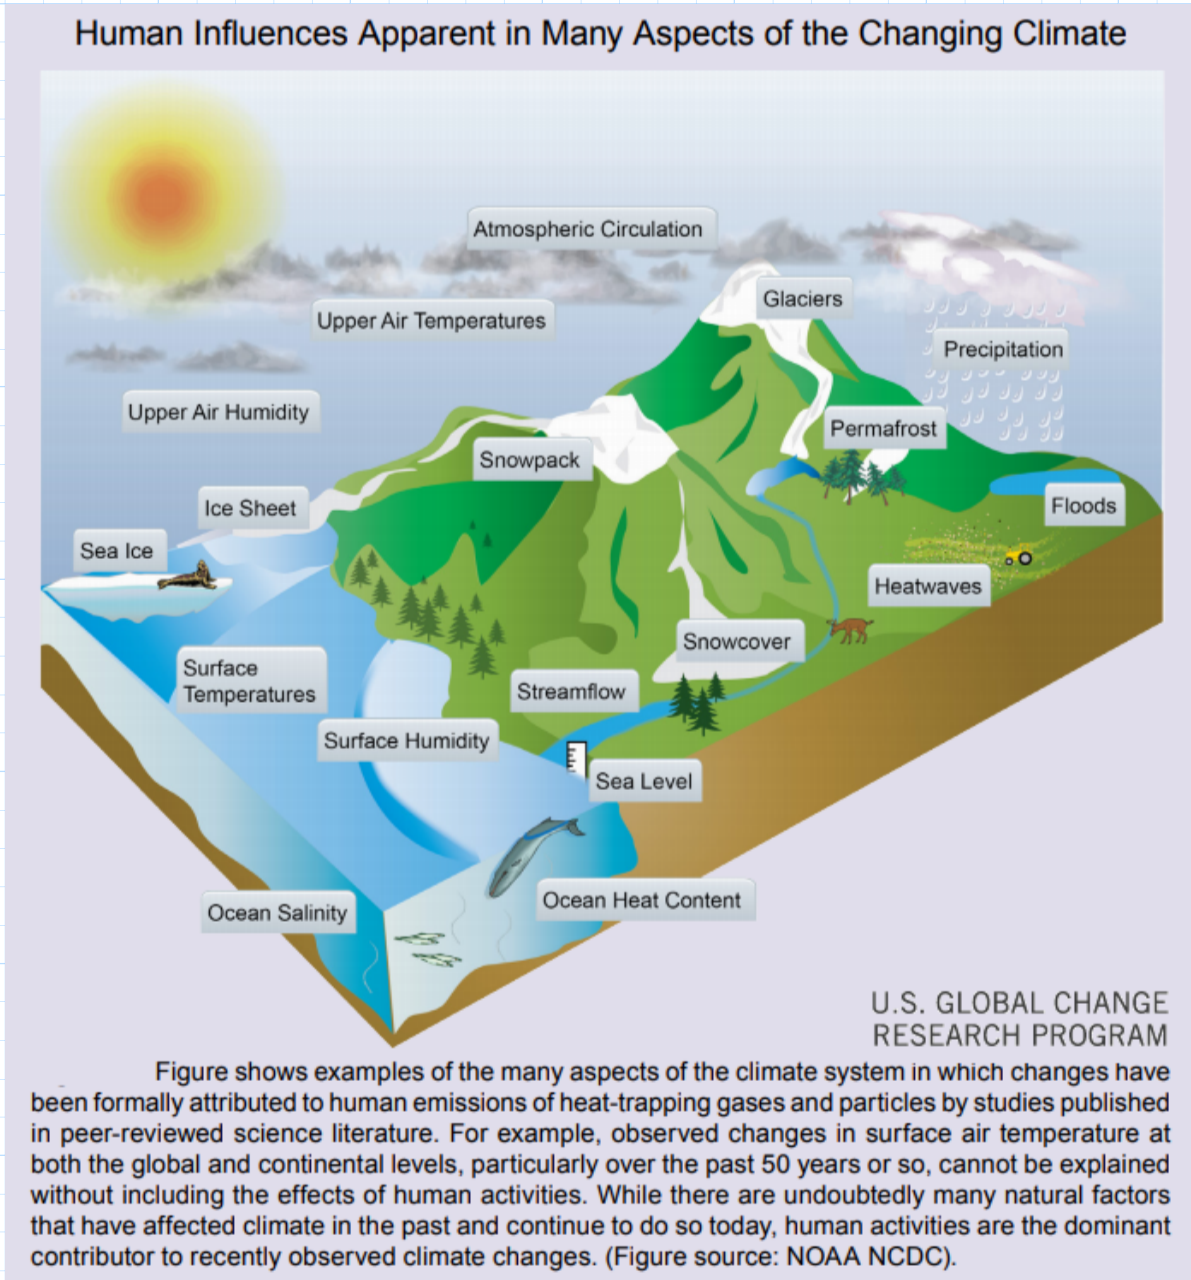 Human Influences Apparent in Many Aspects of the Changing Climate
Atmospheric Circulation
Glaciers
Upper Air Temperatures
Precipitation
Upper Air Humidity
Permafrost
Snowpack
Ice Sheet
Floods
Sea Ice
Heatwaves
Snowcover
Surface
Temperatures
Streamflow
Surface Humidity
Sea Level
Ocean Heat Content
Ocean Salinity
U.S. GLOBAL CHANGE
RESEARCH PROGRAM
Figure shows examples of the many aspects of the climate system in which changes have
been formally attributed to human emissions of heat-trapping gases and particles by studies published
in peer-reviewed science literature. For example, observed changes in surface air temperature at
both the global and continental levels, particularly over the past 50 years or so, cannot be explained
without including the effects of human activities. While there are undoubtedly many natural factors
that have affected climate in the past and continue to do so today, human activities are the dominant
contributor to recently observed climate changes. (Figure source: NOAA NCDC).